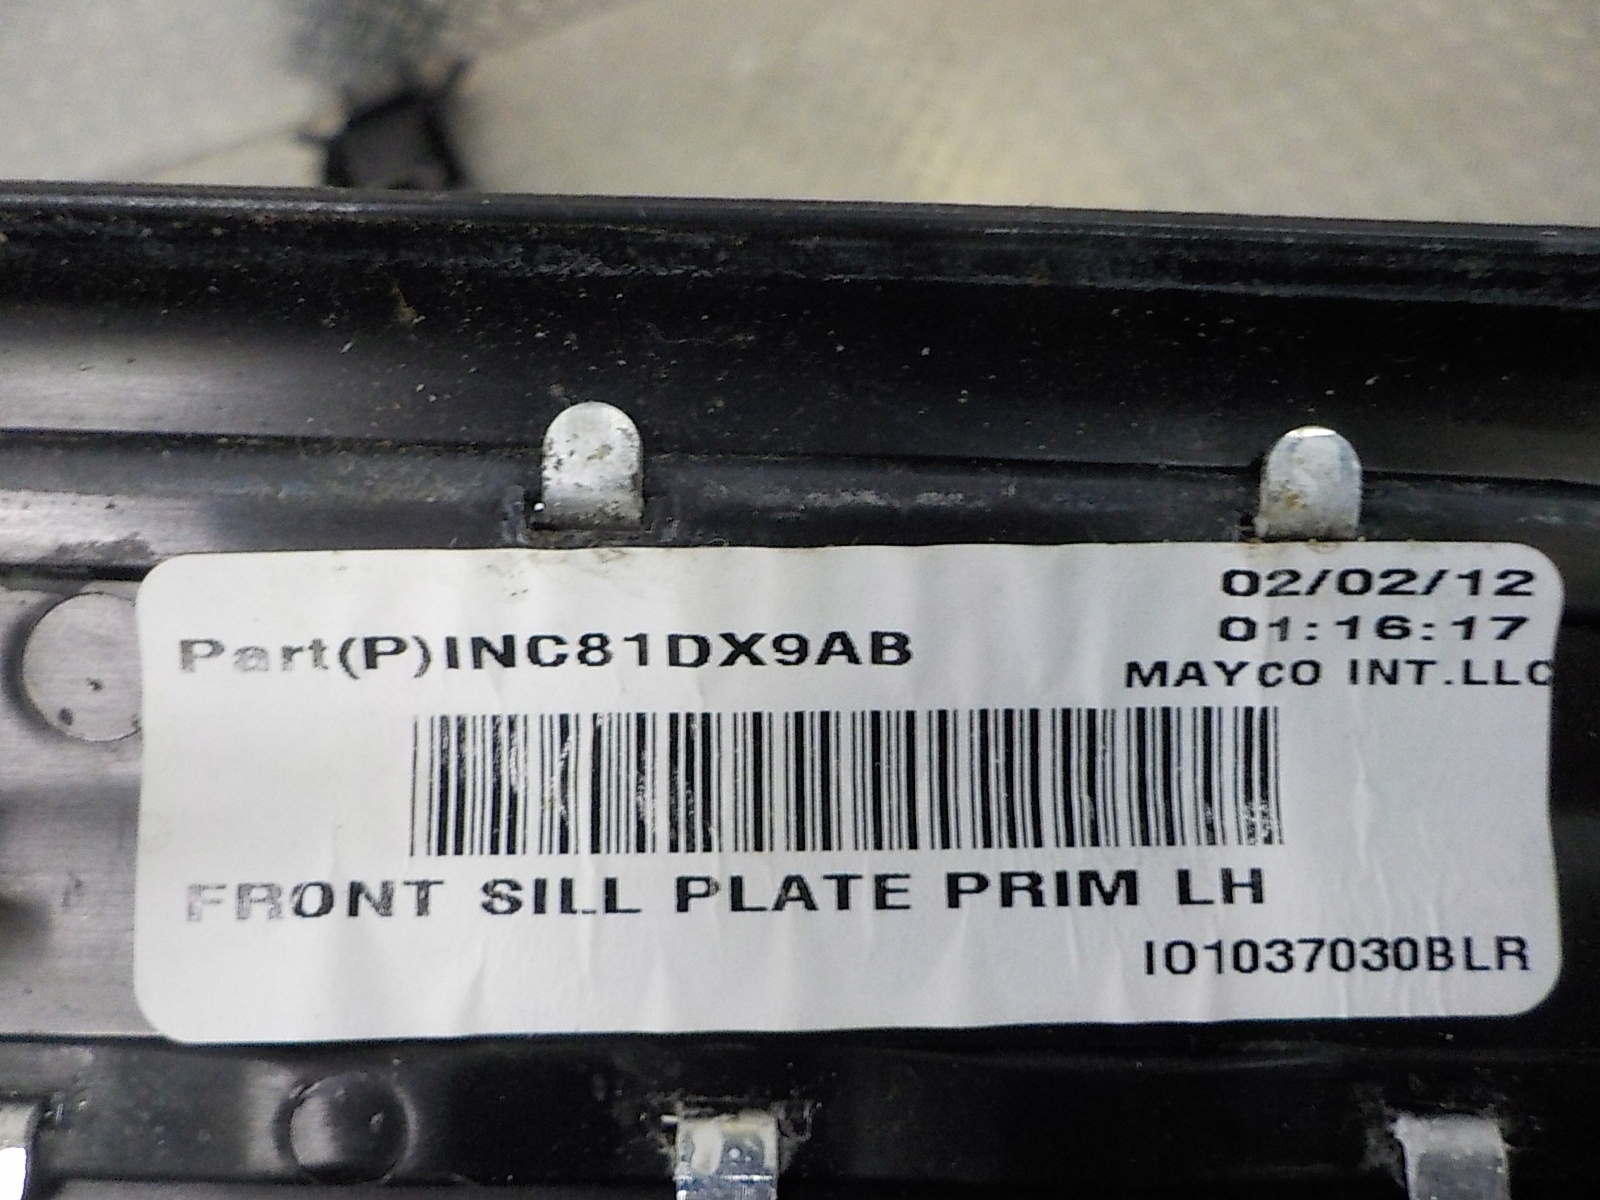 02/02/12
01:16:17
Part(P)INC81DX9AB
MAYCO INT.LLC
FRONT SILL PLATE PRIM LH
I01037030BLR